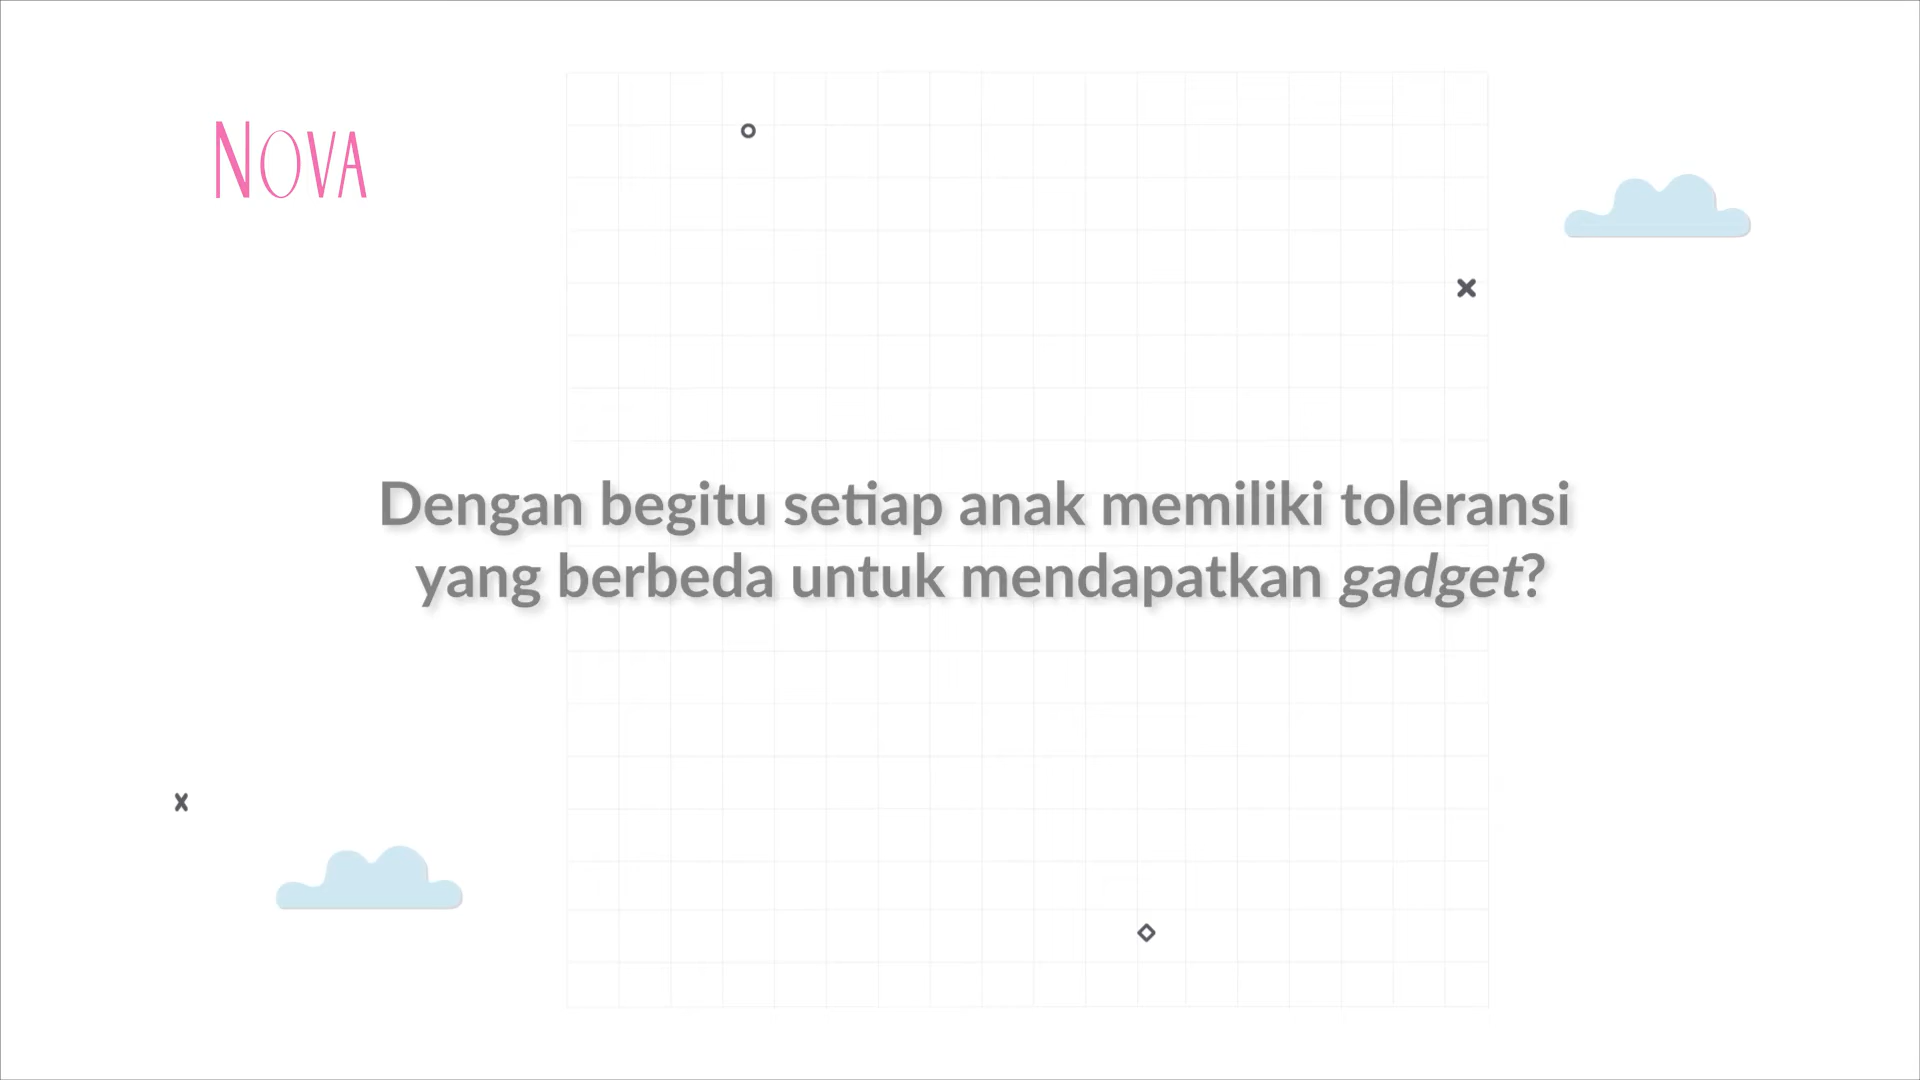 NOVA
Dengan begitu setiap anak memiliki toleransi
yang berbeda untuk mendapatkan gadget?